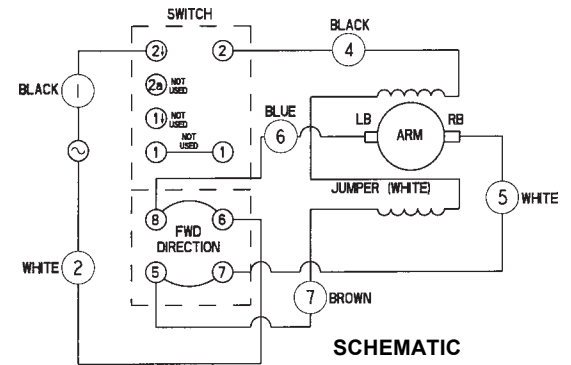 SWITCH
BLACK
4
2↓
2
BLACK
1
2a
NOT
USED
1↓
NOT
USED
BLUE
6
LB
ARM
RB
NOT
USED
1
1
JUMPER (WHITE)
5
WHITE
8
6
FWD
DIRECTION
WHITE
2
5
7
7
BROWN
SCHEMATIC